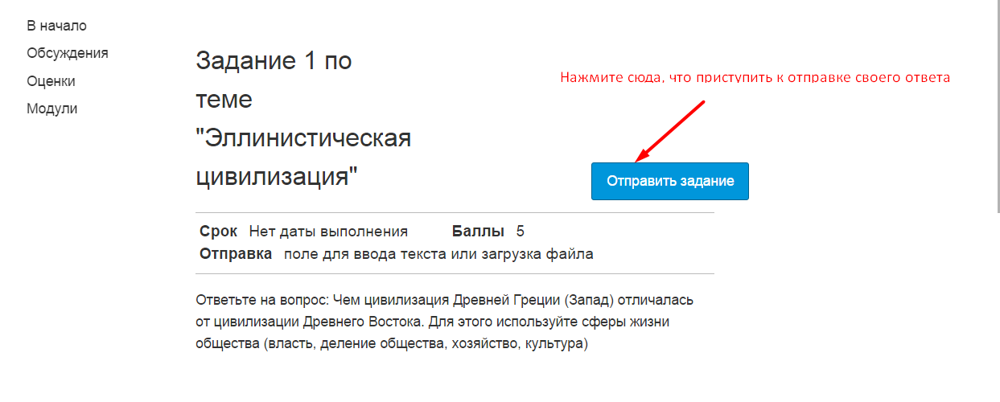 В начало
Обсуждения
Оценки
Модули
Задание 1 по
теме
"Эллинистическая
цивилизация"
Нажмите сюда, что приступить к отправке своего ответа
Отправить задание
Срок Нет даты выполнения Баллы 5
Отправка поле для ввода текста или загрузка файла
Ответьте на вопрос: Чем цивилизация Древней Греции (Запад) отличалась
от цивилизации Древнего Востока. Для этого используйте сферы жизни
общества (власть, деление общества, хозяйство, культура)